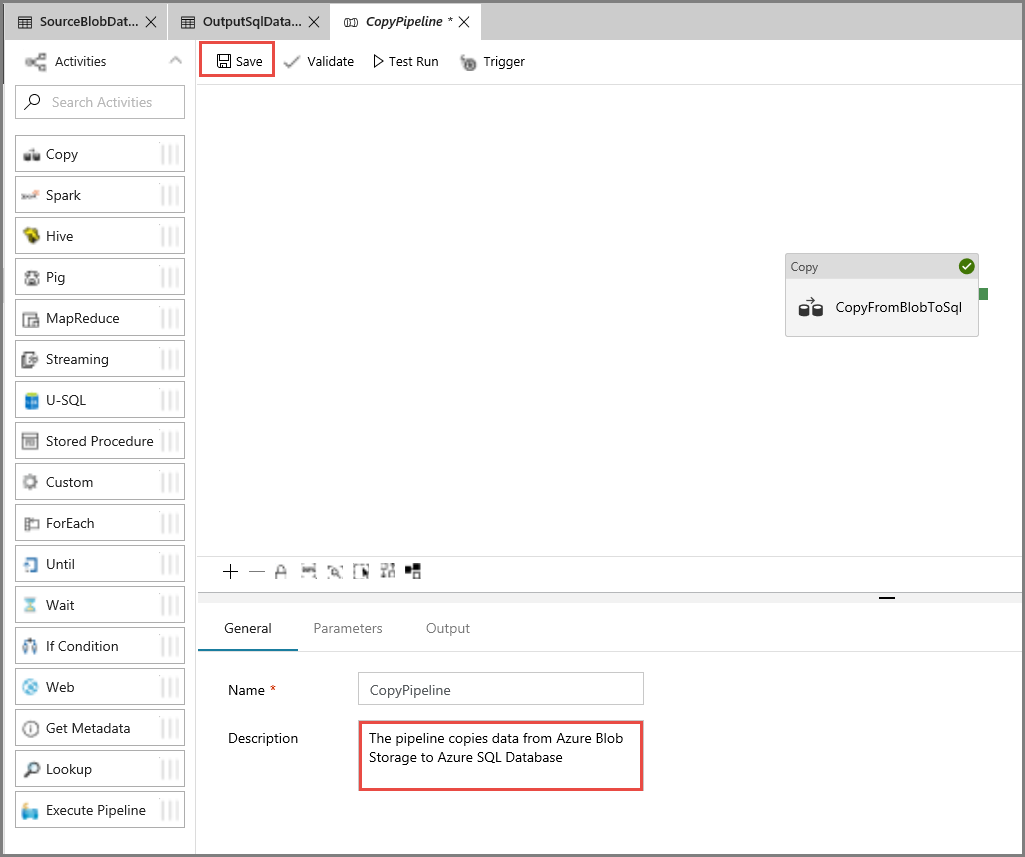 SourceBlobDat...
OutputSqlData...
CopyPipeline *
Activities
Save
Validate
Test Run
Trigger
Search Activities
Copy
Spark
Hive
Pig
MapReduce
Streaming
U-SQL
Stored Procedure
Custom
ForEach
Until
Wait
If Condition
Web
Get Metadata
Lookup
Execute Pipeline
Copy
CopyFromBlobToSql
General
Parameters
Output
Name *
CopyPipeline
Description
The pipeline copies data from Azure Blob
Storage to Azure SQL Database